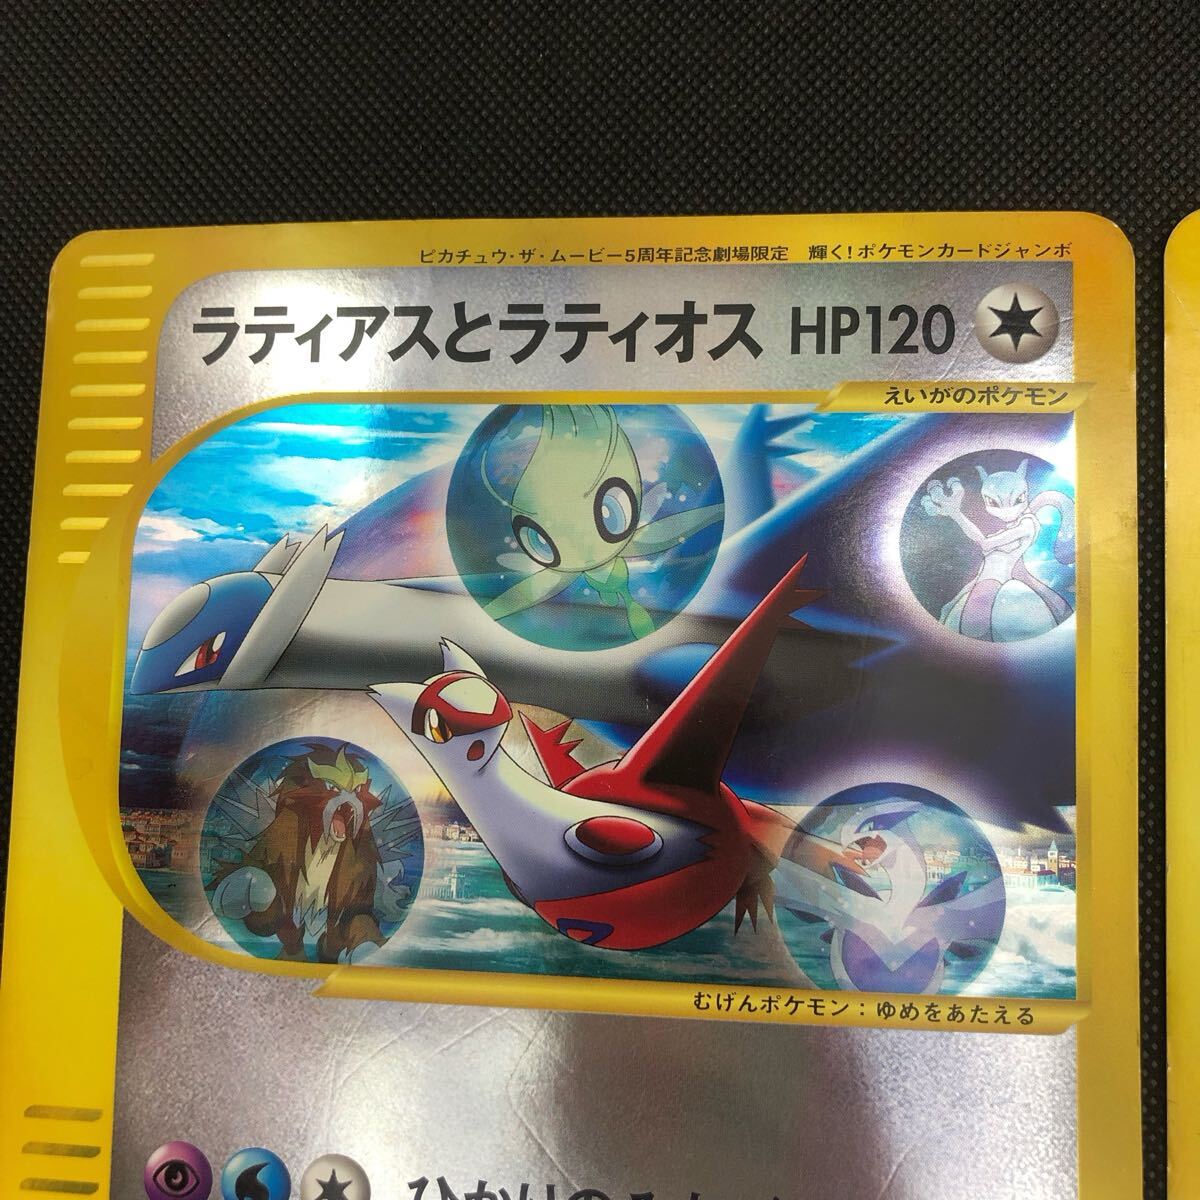 ピカチュウ・ザ・ムービー5周年記念劇場限定　輝く!ポケモンカードジャンボ
ラティアスとラティオス HP120
えいがのポケモン
むげんポケモン：ゆめをあたえる